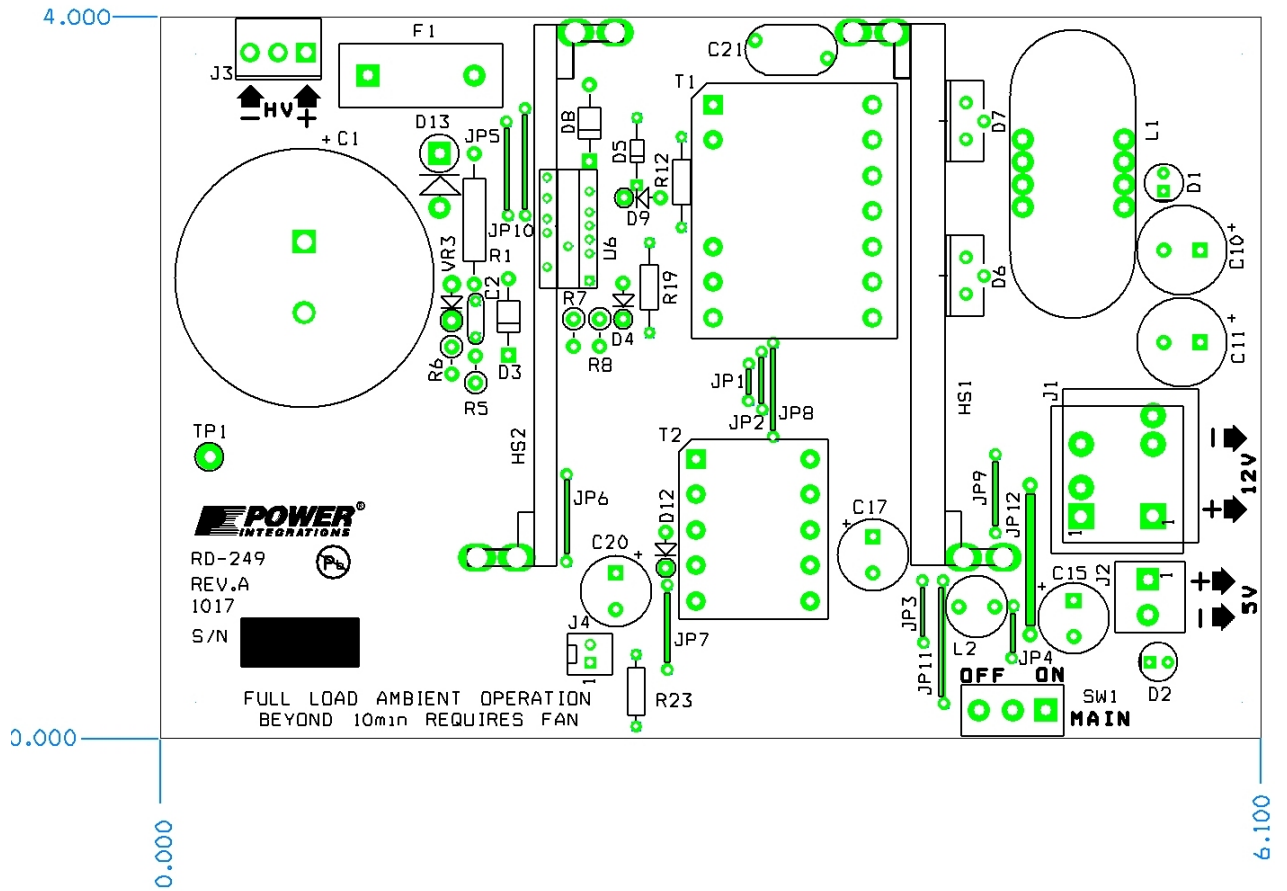 4.000
J3
HV
− +
F1
C21
T1
D7
L1
D1
+ C1
D13
JP5
D8
D5
R12
D9
JP10
U6
VR3
R1
C2
R19
D6
C10 +
C11 +
R7
D4
R8
R6
D3
R5
JP1
JP2
JP8
HS1
J1
TP1
HS2
T2
− 12V +
JP9
JP12
1
1
JP6
D12
C17
+
POWER®
INTEGRATIONS
RD-249
Pb
REV.A
1017
S/N
C20
+
JP3
C15
+
J2
1
+ 5V −
J4
1
JP7
L2
JP4
JP11
D2
R23
OFF ON
SW1
MAIN
FULL LOAD AMBIENT OPERATION
BEYOND 10min REQUIRES FAN
0.000
0.000
6.100